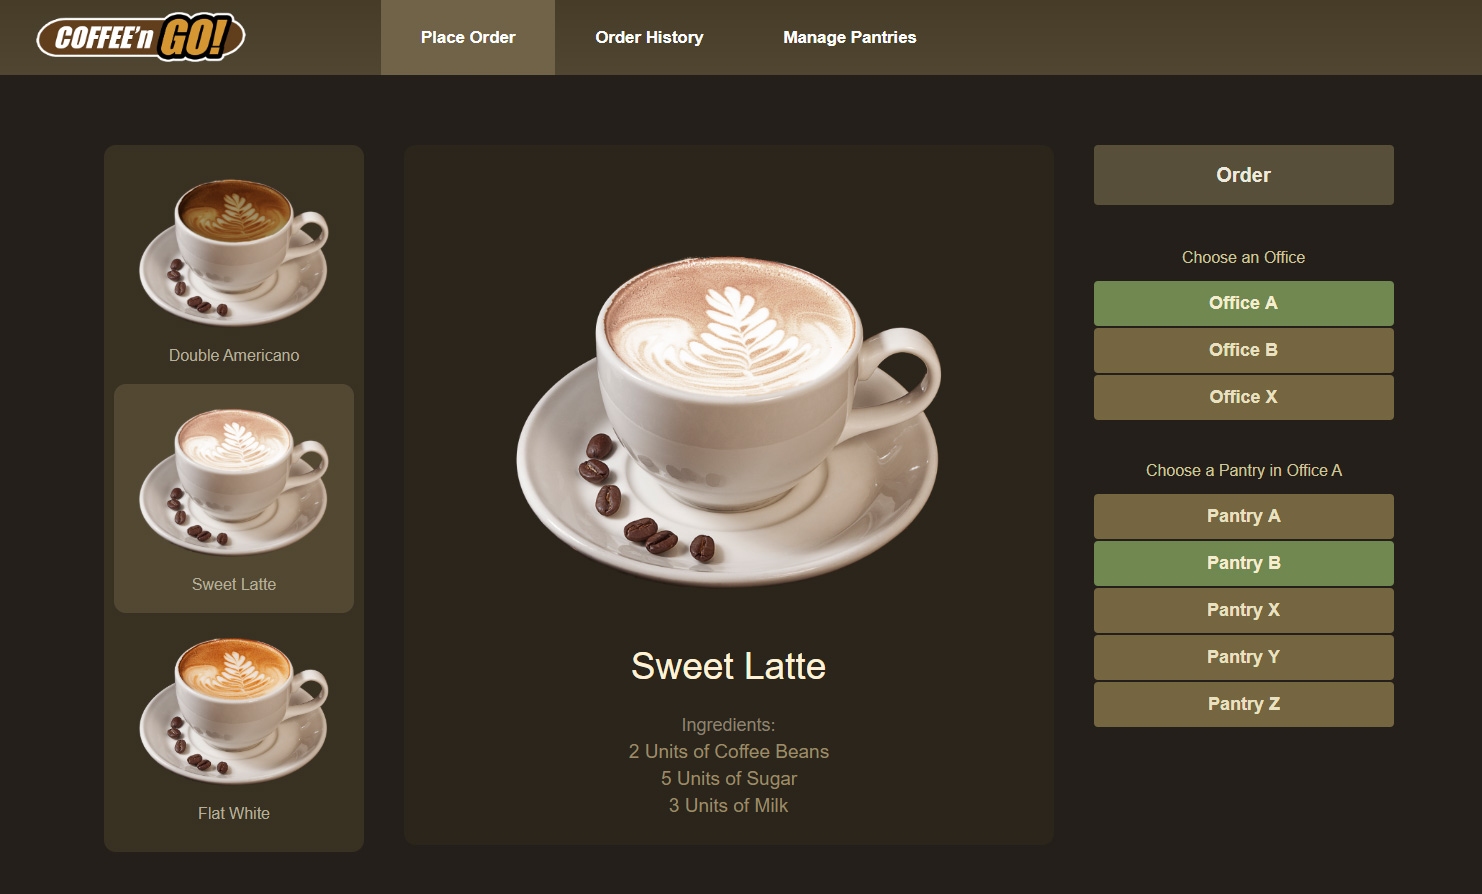 COFFEE'n GO!
Place Order
Order History
Manage Pantries
Double Americano
Sweet Latte
Flat White
Sweet Latte
Ingredients:
2 Units of Coffee Beans
5 Units of Sugar
3 Units of Milk
Order
Choose an Office
Office A
Office B
Office X
Choose a Pantry in Office A
Pantry A
Pantry B
Pantry X
Pantry Y
Pantry Z